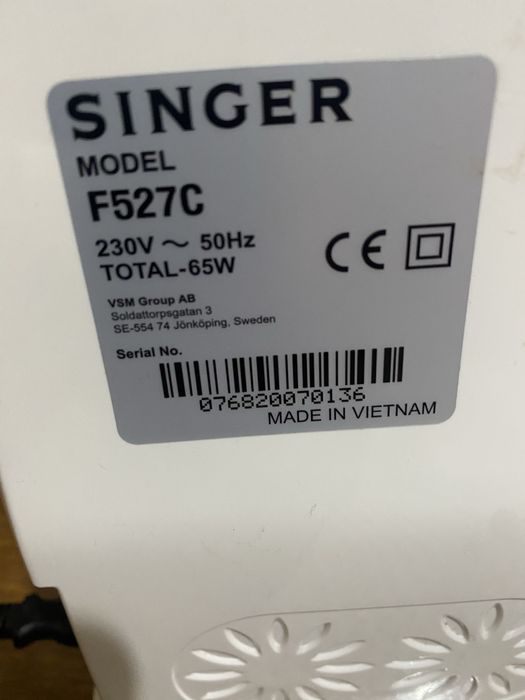 SINGER
MODEL
F527C
230V ~ 50Hz
TOTAL-65W
CE
VSM Group AB
Soldattorpsgatan 3
SE-554 74 Jönköping, Sweden
Serial No.
076820070136
MADE IN VIETNAM